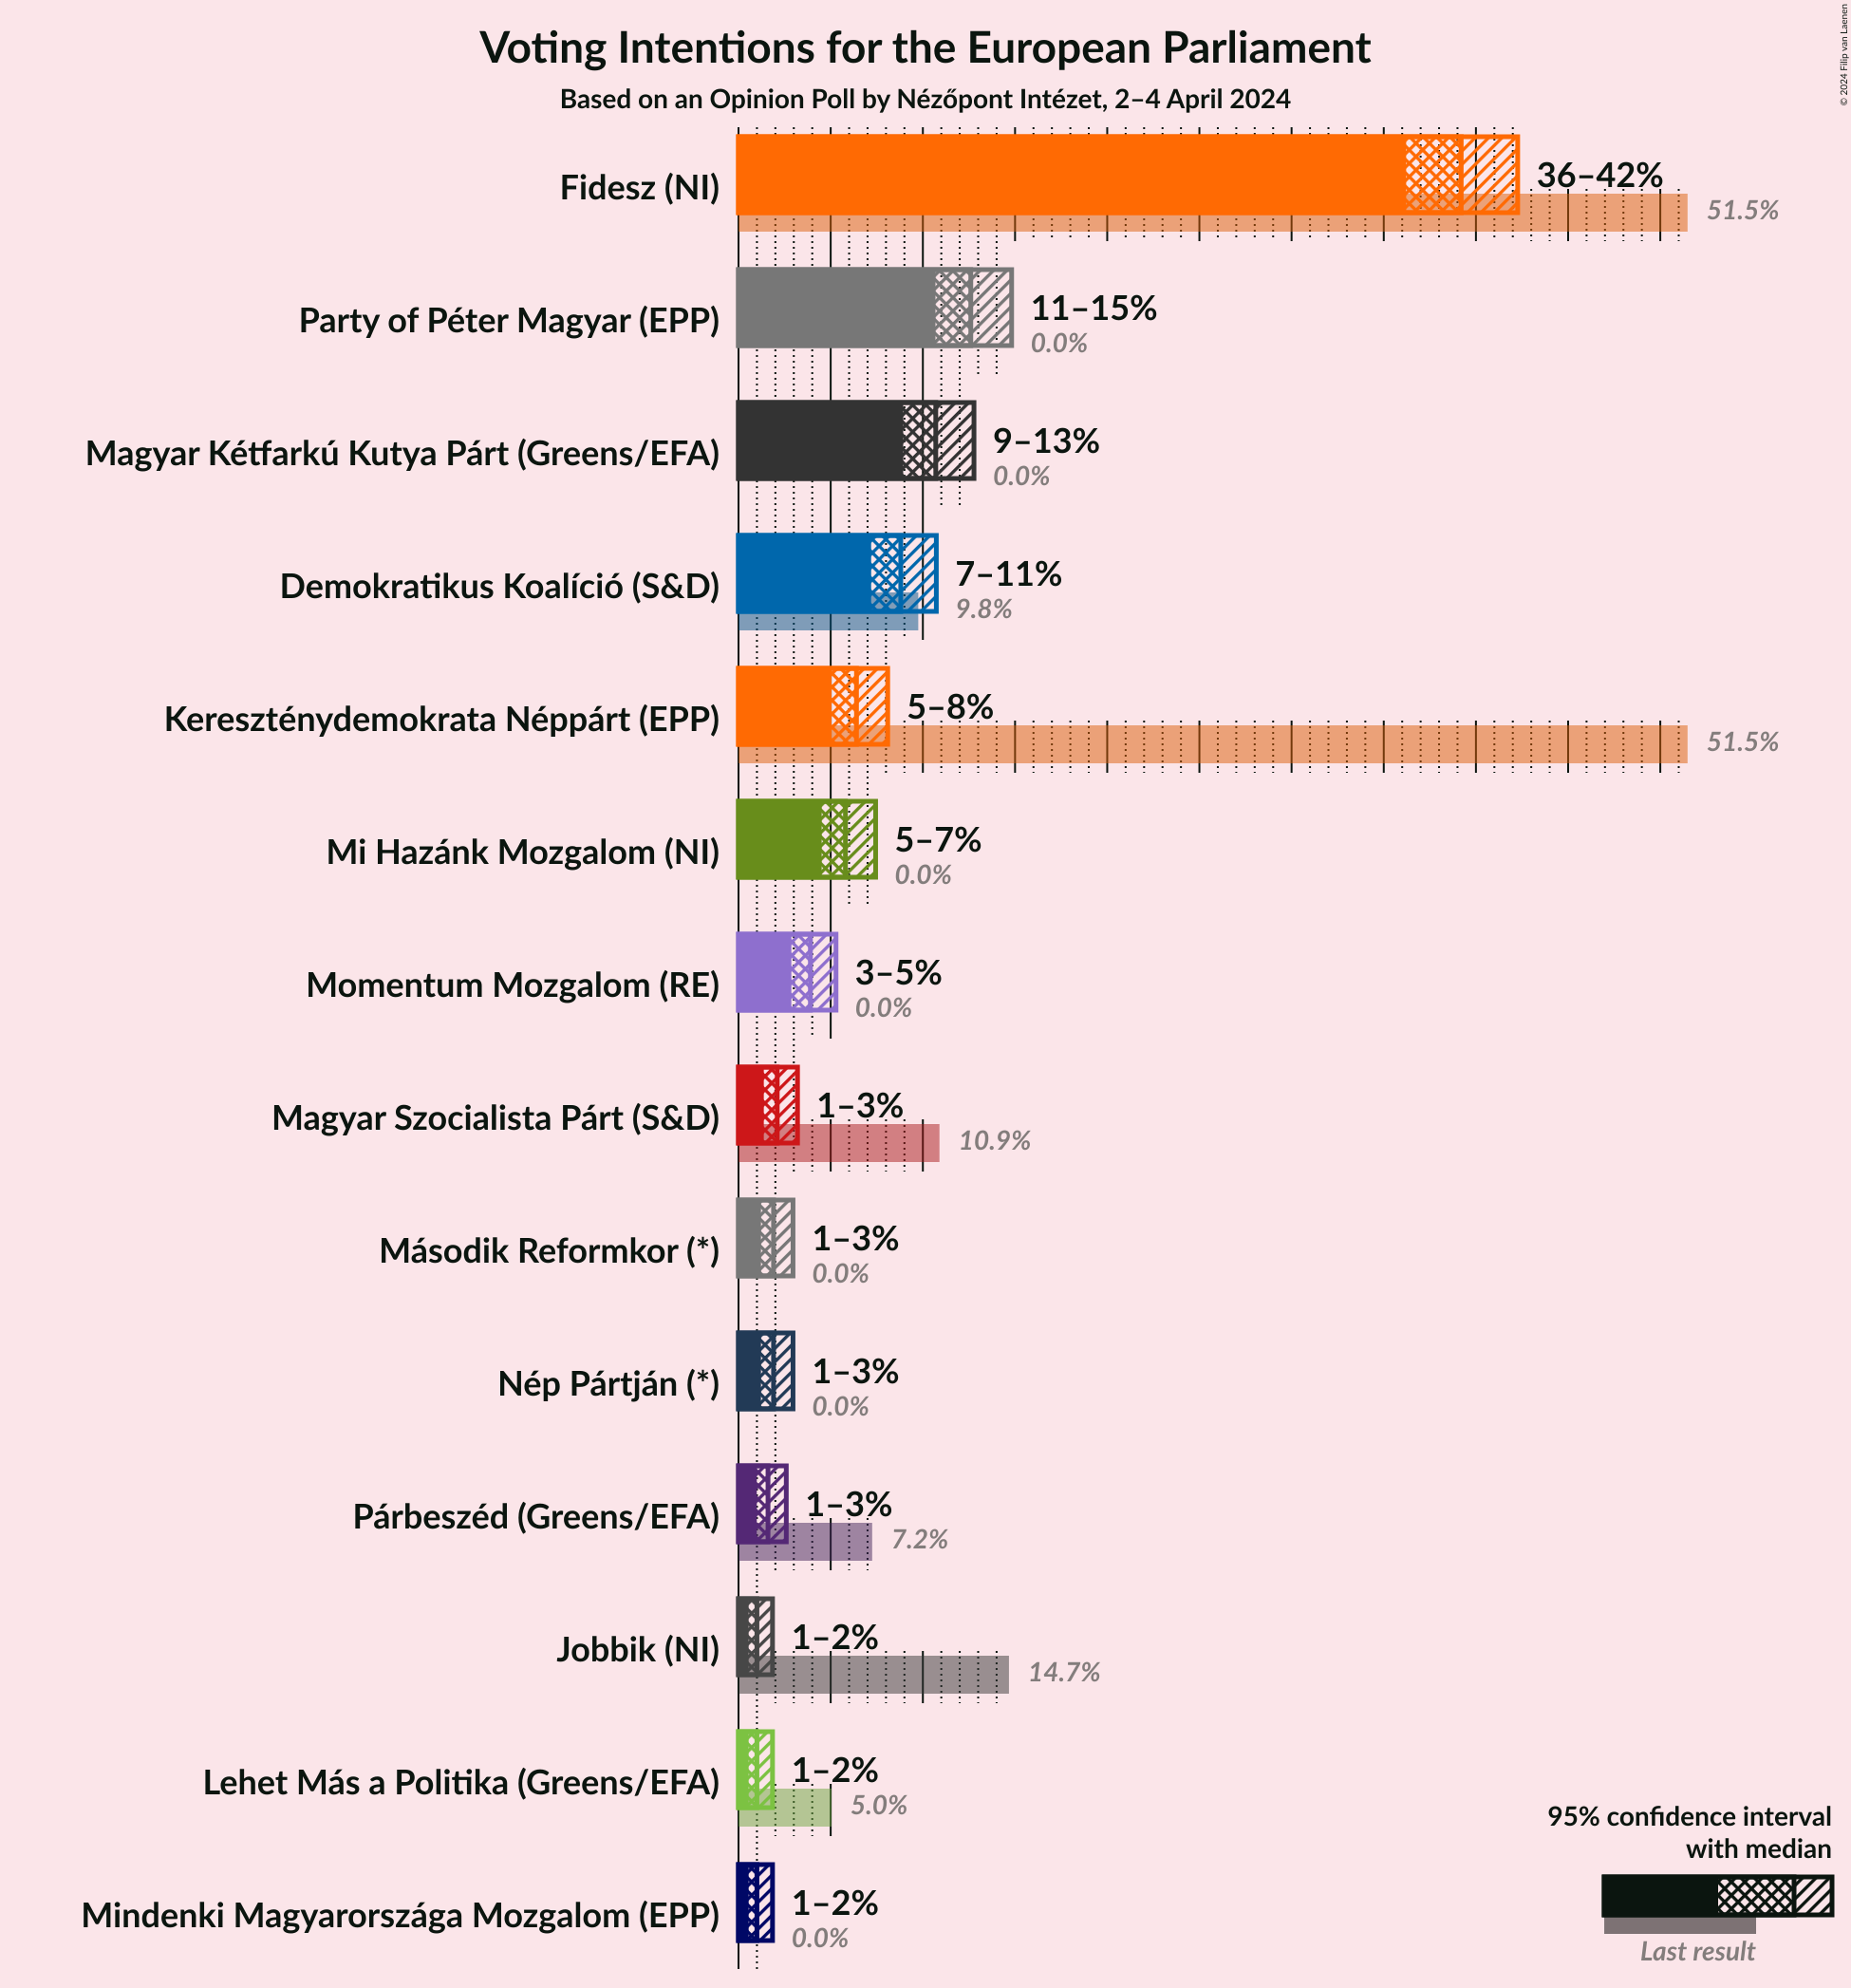 Voting Intentions for the European Parliament
Based on an Opinion Poll by Nézőpont Intézet, 2–4 April 2024
© 2024 Filip van Laenen
Fidesz (NI)
36–42%
51.5%
Party of Péter Magyar (EPP)
11–15%
0.0%
Magyar Kétfarkú Kutya Párt (Greens/EFA)
9–13%
0.0%
Demokratikus Koalíció (S&D)
7–11%
9.8%
Kereszténydemokrata Néppárt (EPP)
5–8%
51.5%
Mi Hazánk Mozgalom (NI)
5–7%
0.0%
Momentum Mozgalom (RE)
3–5%
0.0%
Magyar Szocialista Párt (S&D)
1–3%
10.9%
Második Reformkor (*)
1–3%
0.0%
Nép Pártján (*)
1–3%
0.0%
Párbeszéd (Greens/EFA)
1–3%
7.2%
Jobbik (NI)
1–2%
14.7%
Lehet Más a Politika (Greens/EFA)
1–2%
5.0%
Mindenki Magyarországa Mozgalom (EPP)
1–2%
0.0%
95% confidence interval
with median
Last result